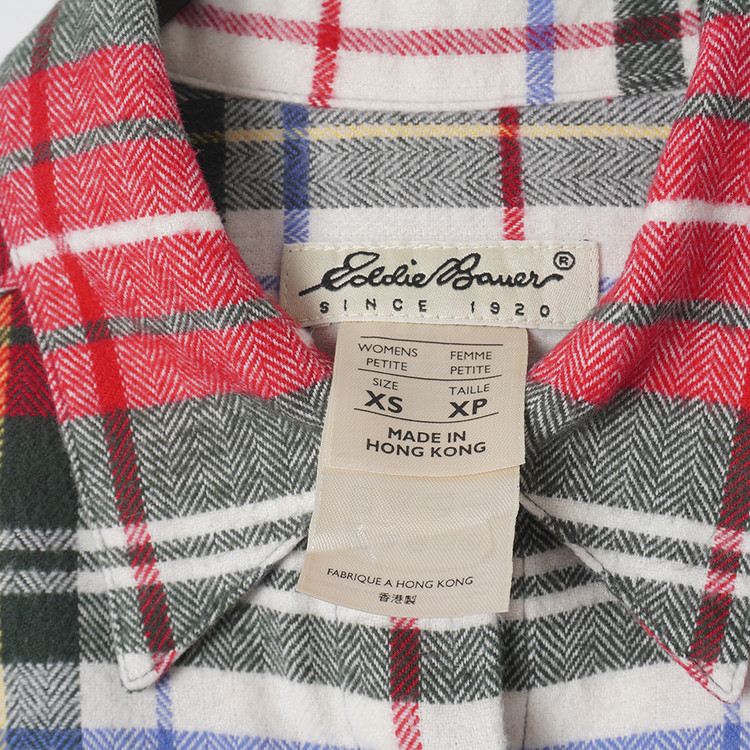 Eddie Bauer®
SINCE 1920
WOMENS PETITE
FEMME PETITE
SIZE XS
TAILLE XP
MADE IN
HONG KONG
FABRIQUE A HONG KONG
香港製